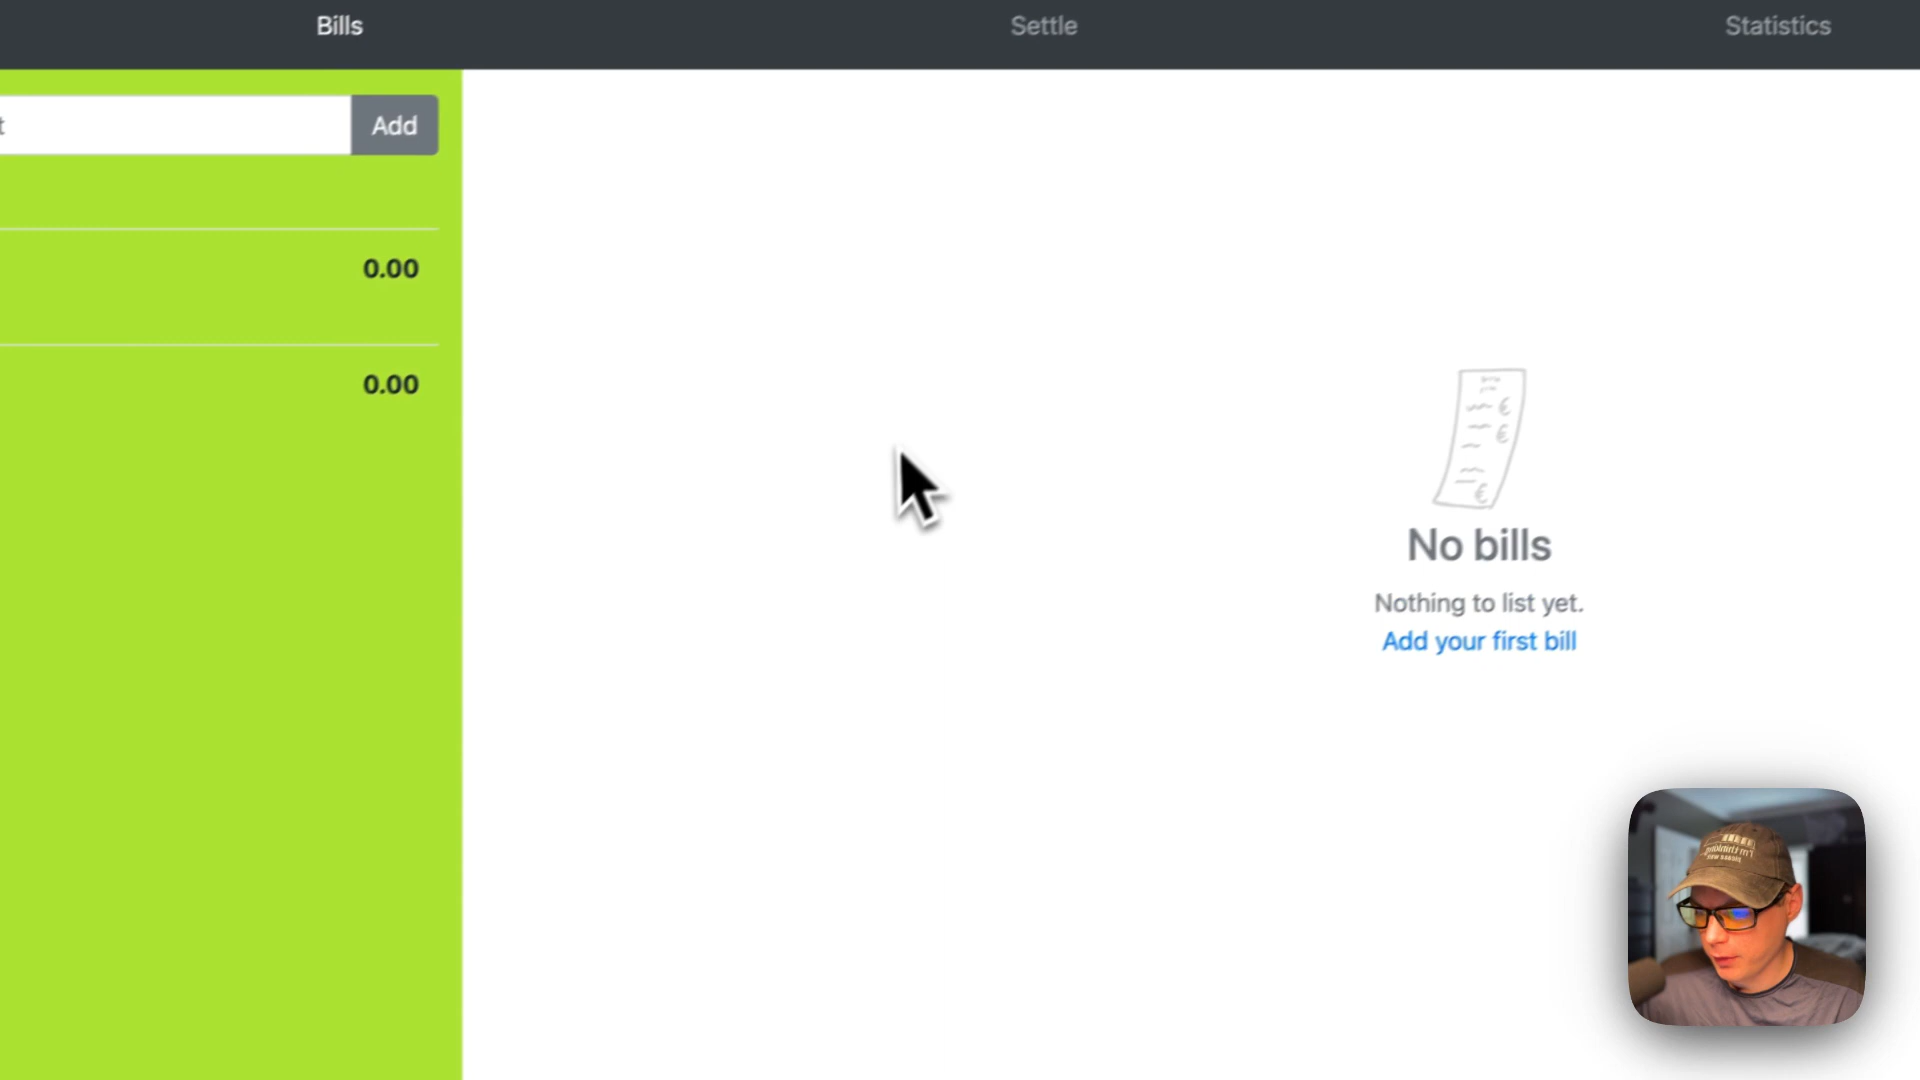 Bills
Settle
Statistics
t
Add
0.00
0.00
No bills
Nothing to list yet.
Add your first bill